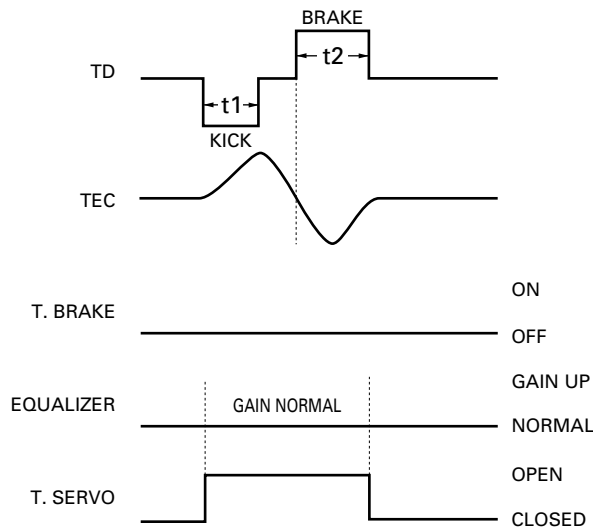 BRAKE
TD
t1
t2
KICK
TEC
T. BRAKE
ON
OFF
EQUALIZER
GAIN NORMAL
GAIN UP
NORMAL
T. SERVO
OPEN
CLOSED